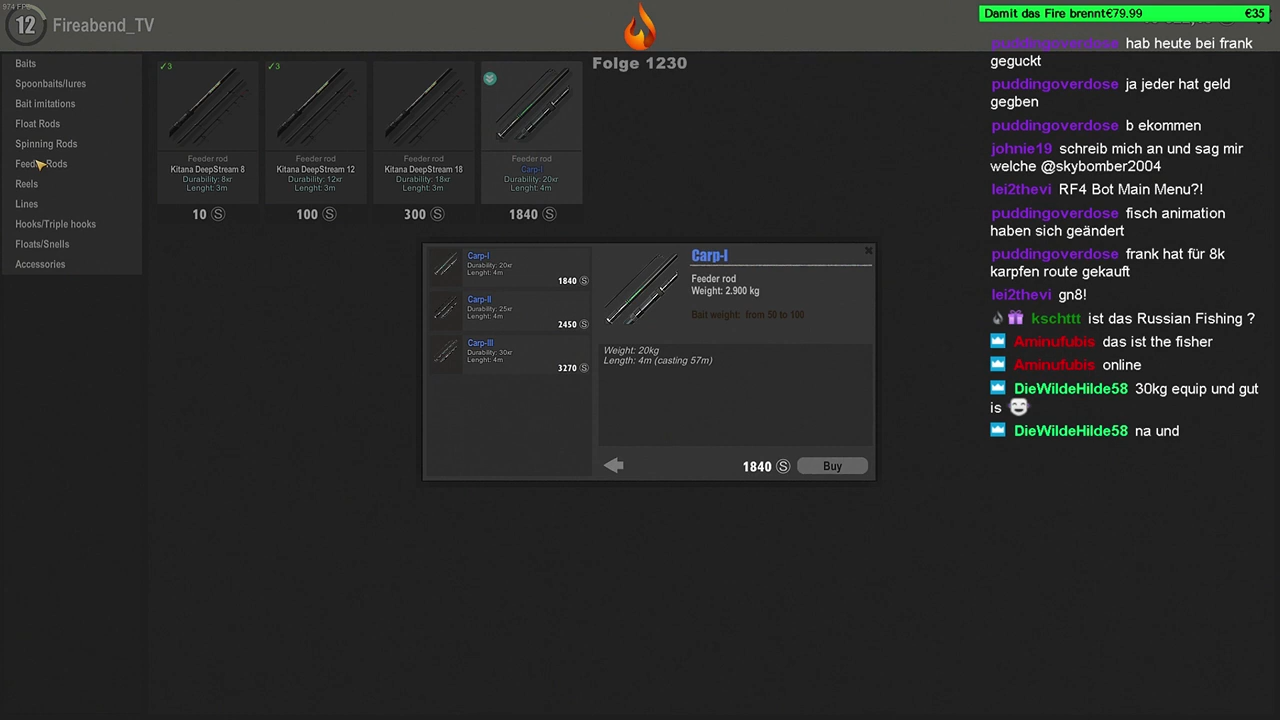 974 FPS
12
Fireabend_TV
Damit das Fire brennt€79.99
€35
Folge 1230
Baits
Spoonbaits/lures
Bait imitations
Float Rods
Spinning Rods
Feeder Rods
Reels
Lines
Hooks/Triple hooks
Floats/Snells
Accessories
3
Feeder rod
Kitana DeepStream 8
Durability: 8кг
Lenght: 3m
10 S
3
Feeder rod
Kitana DeepStream 12
Durability: 12кг
Lenght: 3m
100 S
Feeder rod
Kitana DeepStream 18
Durability: 18кг
Lenght: 3m
300 S
Feeder rod
Carp-I
Durability: 20кг
Lenght: 4m
1840 S
Carp-I
Durability: 20кг
Lenght: 4m
1840 S
Carp-II
Durability: 25кг
Lenght: 4m
2450 S
Carp-III
Durability: 30кг
Lenght: 4m
3270 S
Carp-I
Feeder rod
Weight: 2.900 kg
Bait weight: from 50 to 100
Weight: 20kg
Length: 4m (casting 57m)
1840 S
Buy
puddingoverdose hab heute bei frank
geguckt
puddingoverdose ja jeder hat geld
gegben
puddingoverdose b ekommen
johnie19 schreib mich an und sag mir
welche @skybomber2004
lei2thevi RF4 Bot Main Menu?!
puddingoverdose fisch animation
haben sich geändert
puddingoverdose frank hat für 8k
karpfen route gekauft
lei2thevi gn8!
kschttt ist das Russian Fishing ?
Aminufubis das ist the fisher
Aminufubis online
DieWildeHilde58 30kg equip und gut
is
DieWildeHilde58 na und